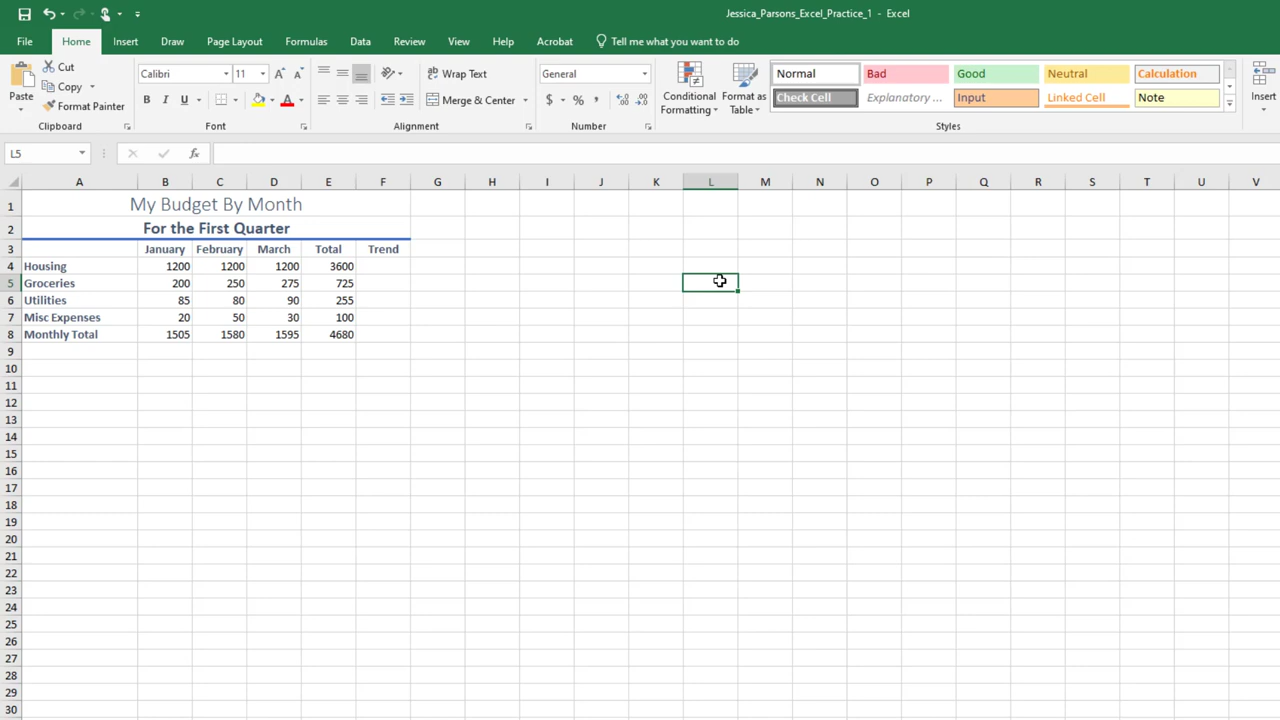 Jessica_Parsons_Excel_Practice_1 - Excel
File Home Insert Draw Page Layout Formulas Data Review View Help Acrobat Tell me what you want to do
Paste
Cut
Copy
Format Painter
Clipboard
Calibri 11
B I U
Font
Wrap Text
Merge & Center
Alignment
General
$ % ,
Number
Conditional Formatting
Format as Table
Normal Bad Good Neutral Calculation
Check Cell Explanatory ... Input Linked Cell Note
Styles
Insert
L5 fx
A B C D E F G H I J K L M N O P Q R S T U V
1 My Budget By Month
2 For the First Quarter
3 January February March Total Trend
4 Housing 1200 1200 1200 3600
5 Groceries 200 250 275 725
6 Utilities 85 80 90 255
7 Misc Expenses 20 50 30 100
8 Monthly Total 1505 1580 1595 4680
9
10
11
12
13
14
15
16
17
18
19
20
21
22
23
24
25
26
27
28
29
30